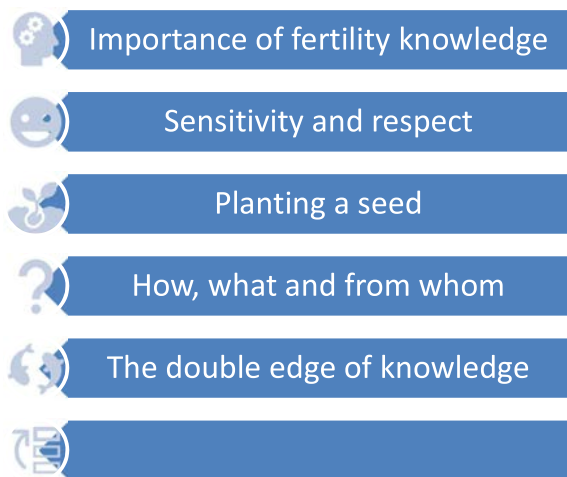 Importance of fertility knowledge
Sensitivity and respect
Planting a seed
How, what and from whom
The double edge of knowledge